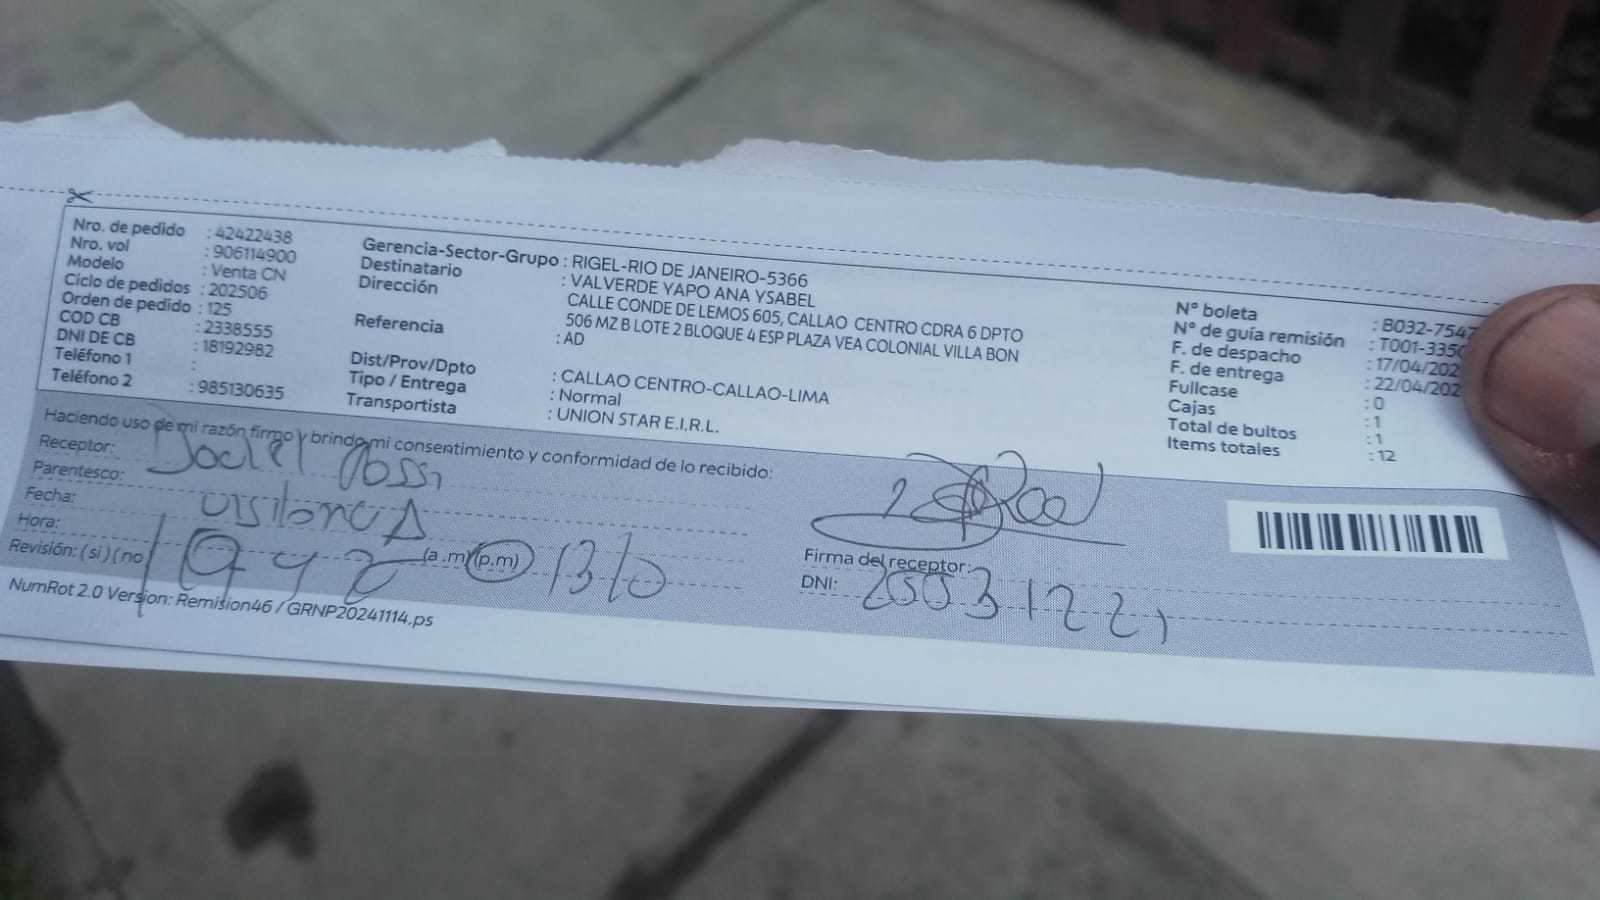 Nro. de pedido : 42422438
Nro. vol : 906114900
Modelo : Venta CN
Ciclo de pedidos : 202506
Orden de pedido : 125
COD CB : 2338555
DNI DE CB : 18192982
Teléfono 1 :
Teléfono 2 : 985130635
Gerencia-Sector-Grupo : RIGEL-RIO DE JANEIRO-5366
Destinatario : VALVERDE YAPO ANA YSABEL
Dirección CALLE CONDE DE LEMOS 605, CALLAO CENTRO CDRA 6 DPTO
506 MZ B LOTE 2 BLOQUE 4 ESP PLAZA VEA COLONIAL VILLA BON
Referencia : AD
Dist/Prov/Dpto : CALLAO CENTRO-CALLAO-LIMA
Tipo / Entrega : Normal
Transportista : UNION STAR E.I.R.L.
N° boleta : B032-7547
N° de guía remisión : T001-335
F. de despacho : 17/04/202
F. de entrega : 22/04/202
Fullcase : 0
Cajas : 1
Total de bultos : 1
Items totales : 12
Haciendo uso de mi razón firmo y brindo mi consentimiento y conformidad de lo recibido:
Receptor:
Parentesco:
Fecha:
Hora: (a .m) (p.m)
Revisión: (si) (no
Firma del receptor:
DNI:
NumRot 2.0 Version: Remision46 / GRNP20241114.ps